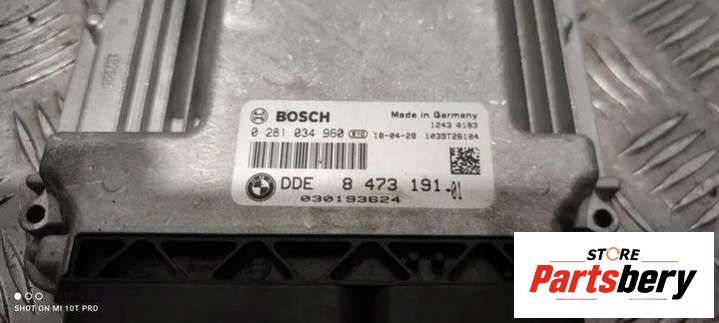 BOSCH
Made in Germany
1243 0183
0 281 034 960 18-04-20 1039T26104
DDE 8 473 191-01
030193624
STORE
Partsbery
SHOT ON MI 10T PRO